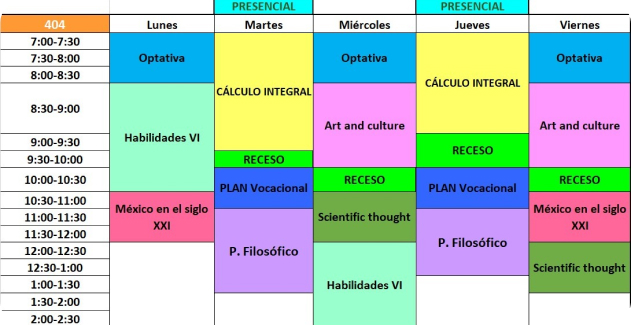 PRESENCIAL PRESENCIAL
404 Lunes Martes Miércoles Jueves Viernes
7:00-7:30
7:30-8:00 Optativa Optativa Optativa
8:00-8:30
CÁLCULO INTEGRAL CÁLCULO INTEGRAL
8:30-9:00
Habilidades VI Art and culture Art and culture
9:00-9:30
RECESO
9:30-10:00 RECESO
10:00-10:30 PLAN Vocacional RECESO PLAN Vocacional RECESO
10:30-11:00
México en el siglo México en el siglo
11:00-11:30 Scientific thought
XXI XXI
11:30-12:00
P. Filosófico P. Filosófico
12:00-12:30
12:30-1:00 Scientific thought
1:00-1:30 Habilidades VI
1:30-2:00
2:00-2:30